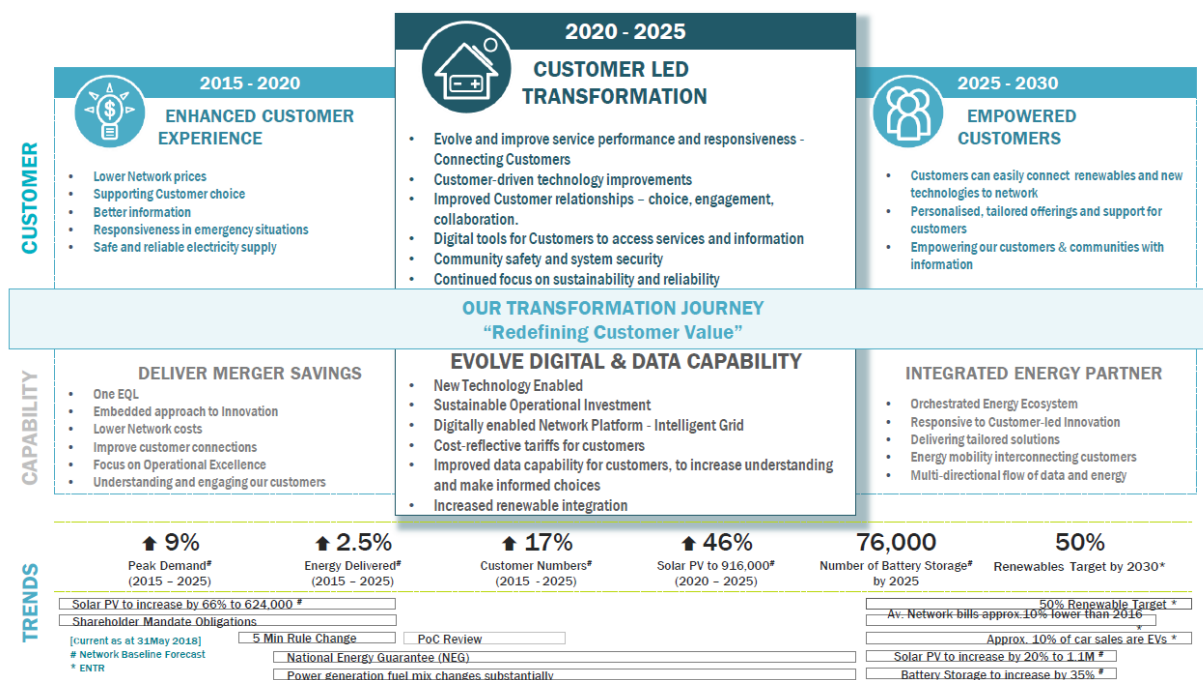 2015 - 2020
ENHANCED CUSTOMER
EXPERIENCE
CUSTOMER
• Lower Network prices
• Supporting Customer choice
• Better information
• Responsiveness in emergency situations
• Safe and reliable electricity supply
2020 - 2025
CUSTOMER LED
TRANSFORMATION
• Evolve and improve service performance and responsiveness -
Connecting Customers
• Customer-driven technology improvements
• Improved Customer relationships – choice, engagement,
collaboration.
• Digital tools for Customers to access services and information
• Community safety and system security
• Continued focus on sustainability and reliability
2025 - 2030
EMPOWERED
CUSTOMERS
• Customers can easily connect renewables and new
technologies to network
• Personalised, tailored offerings and support for
customers
• Empowering our customers & communities with
information
OUR TRANSFORMATION JOURNEY
“Redefining Customer Value”
CAPABILITY
DELIVER MERGER SAVINGS
• One EQL
• Embedded approach to Innovation
• Lower Network costs
• Improve customer connections
• Focus on Operational Excellence
• Understanding and engaging our customers
EVOLVE DIGITAL & DATA CAPABILITY
• New Technology Enabled
• Sustainable Operational Investment
• Digitally enabled Network Platform - Intelligent Grid
• Cost-reflective tariffs for customers
• Improved data capability for customers, to increase understanding
and make informed choices
• Increased renewable integration
INTEGRATED ENERGY PARTNER
• Orchestrated Energy Ecosystem
• Responsive to Customer-led Innovation
• Delivering tailored solutions
• Energy mobility interconnecting customers
• Multi-directional flow of data and energy
TRENDS
9%
Peak Demand#
(2015 – 2025)
2.5%
Energy Delivered#
(2015 – 2025)
17%
Customer Numbers#
(2015 - 2025)
46%
Solar PV to 916,000#
(2020 – 2025)
76,000
Number of Battery Storage#
by 2025
50%
Renewables Target by 2030*
Solar PV to increase by 66% to 624,000 #
Shareholder Mandate Obligations
[Current as at 31May 2018]
# Network Baseline Forecast
* ENTR
5 Min Rule Change
PoC Review
National Energy Guarantee (NEG)
Power generation fuel mix changes substantially
50% Renewable Target *
Av. Network bills approx.10% lower than 2016
*
Approx. 10% of car sales are EVs *
Solar PV to increase by 20% to 1.1M #
Battery Storage to increase by 35% #